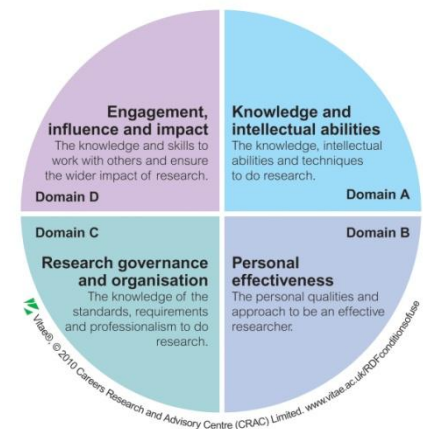 Engagement,
influence and impact
The knowledge and skills to
work with others and ensure
the wider impact of research.
Domain D
Knowledge and
intellectual abilities
The knowledge, intellectual
abilities and techniques
to do research.
Domain A
Domain C
Research governance
and organisation
The knowledge of the
standards, requirements
and professionalism to do
research.
Domain B
Personal
effectiveness
The personal qualities and
approach to be an effective
researcher.
Vitae®, © 2010 Careers Research and Advisory Centre (CRAC) Limited. www.vitae.ac.uk/RDFconditionsofuse